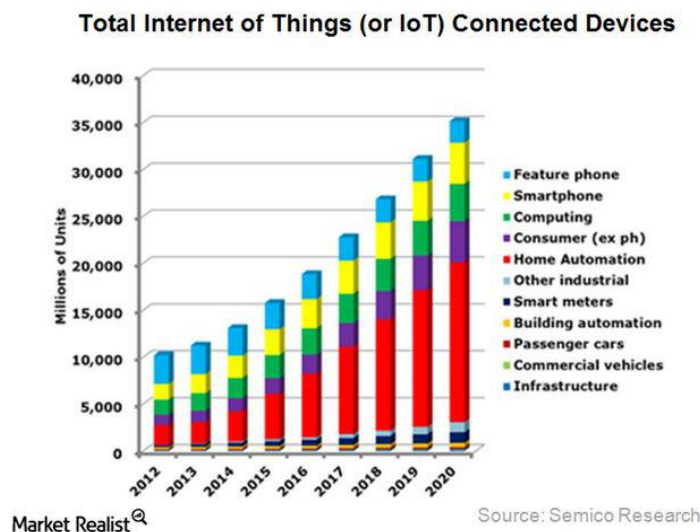 Total Internet of Things (or IoT) Connected Devices
40,000
35,000
30,000
25,000
20,000
15,000
10,000
5,000
0
Millions of Units
2012
2013
2014
2015
2016
2017
2018
2019
2020
Feature phone
Smartphone
Computing
Consumer (ex ph)
Home Automation
Other industrial
Smart meters
Building automation
Passenger cars
Commercial vehicles
Infrastructure
Market Realist
Source: Semico Research